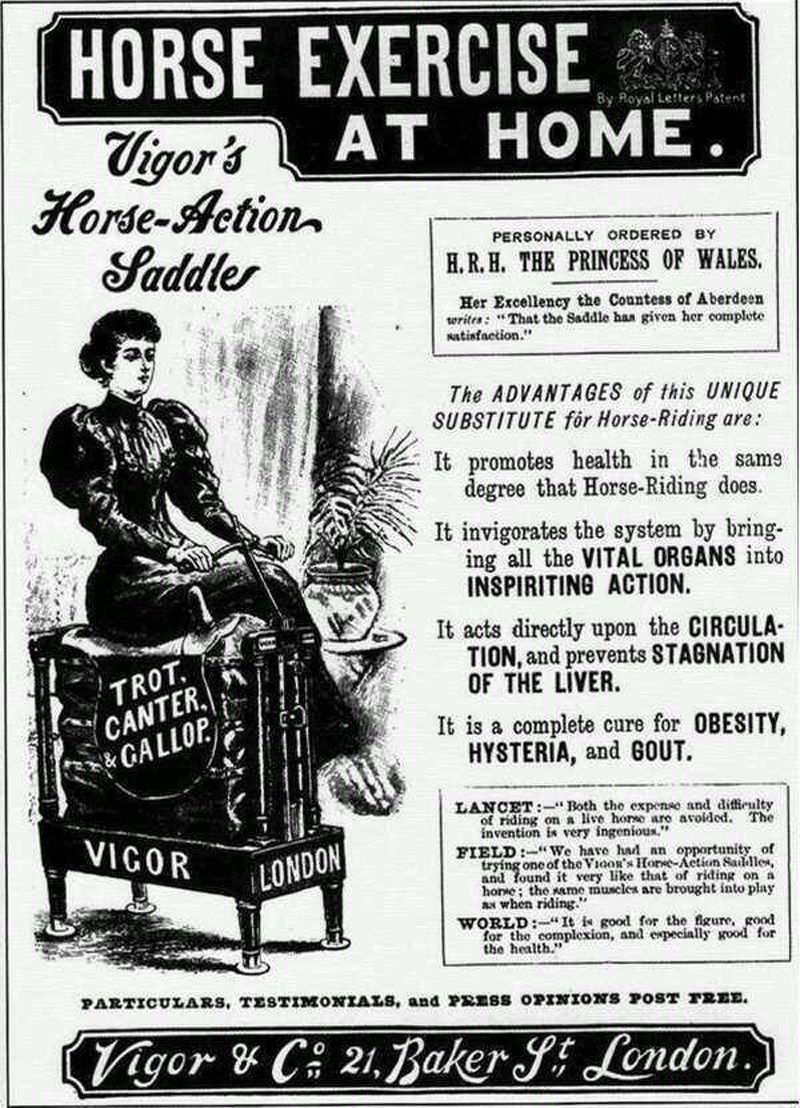 HORSE EXERCISE
By Royal Letters Patent
AT HOME.
Vigor's
Horse-Action
Saddle
PERSONALLY ORDERED BY
H.R.H. THE PRINCESS OF WALES.
Her Excellency the Countess of Aberdeen
writes: "That the Saddle has given her complete
satisfaction."
The ADVANTAGES of this UNIQUE
SUBSTITUTE for Horse-Riding are:
It promotes health in the same
degree that Horse-Riding does.
It invigorates the system by bring-
ing all the VITAL ORGANS into
INSPIRITING ACTION.
It acts directly upon the CIRCULA-
TION, and prevents STAGNATION
OF THE LIVER.
It is a complete cure for OBESITY,
HYSTERIA, and GOUT.
TROT,
CANTER,
& GALLOP.
VIGOR
LONDON
LANCET:—"Both the expense and difficulty
of riding on a live horse are avoided. The
invention is very ingenious."
FIELD:—"We have had an opportunity of
trying one of the VIGOR'S Horse-Action Saddles,
and found it very like that of riding on a
horse; the same muscles are brought into play
as when riding."
WORLD:—"It is good for the figure, good
for the complexion, and especially good for
the health."
PARTICULARS, TESTIMONIALS, and PRESS OPINIONS POST FREE.
Vigor & Co. 21, Baker St., London.